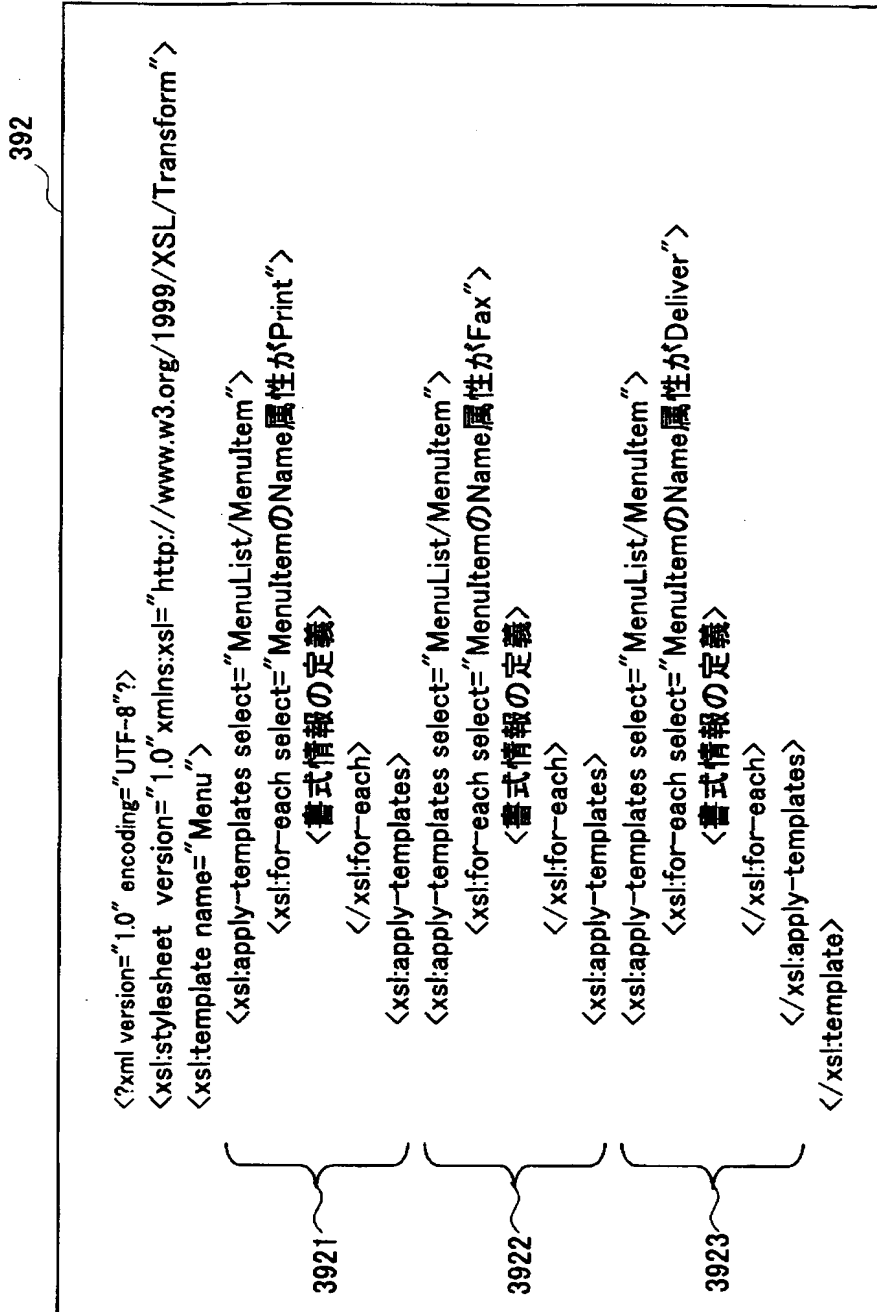 392
<?xml version="1.0" encoding="UTF-8"?>
<xsl:stylesheet version="1.0" xmlns:xsl="http://www.w3.org/1999/XSL/Transform">
<xsl:template name="Menu">
<xsl:apply-templates select="MenuList/MenuItem">
<xsl:for-each select="MenuItemのName属性がPrint">
<書式情報の定義>
</xsl:for-each>
<xsl:apply-templates>
3921
<xsl:apply-templates select="MenuList/MenuItem">
<xsl:for-each select="MenuItemのName属性がFax">
<書式情報の定義>
</xsl:for-each>
<xsl:apply-templates>
3922
<xsl:apply-templates select="MenuList/MenuItem">
<xsl:for-each select="MenuItemのName属性がDeliver">
<書式情報の定義>
</xsl:for-each>
</xsl:apply-templates>
3923
</xsl:template>